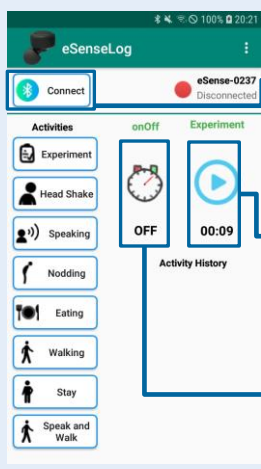 100% 20:21
eSenseLog
Connect
eSense-0237
Disconnected
Activities
onOff
Experiment
Experiment
Head Shake
Speaking
OFF
00:09
Activity History
Nodding
Eating
Walking
Stay
Speak and
Walk